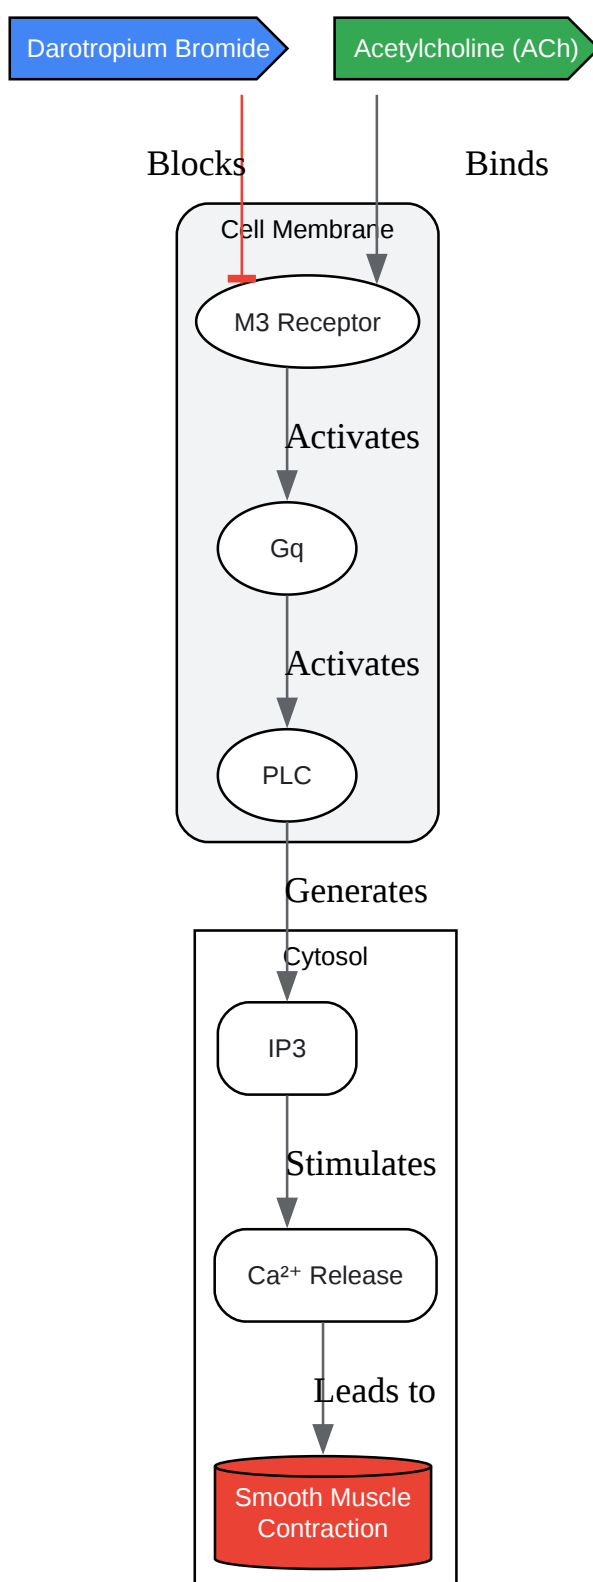 Darotropium Bromide
Acetylcholine (ACh)
Blocks
Binds
Cell Membrane
M3 Receptor
Activates
Gq
Activates
PLC
Generates
Cytosol
IP3
Stimulates
Ca²⁺ Release
Leads to
Smooth Muscle
Contraction